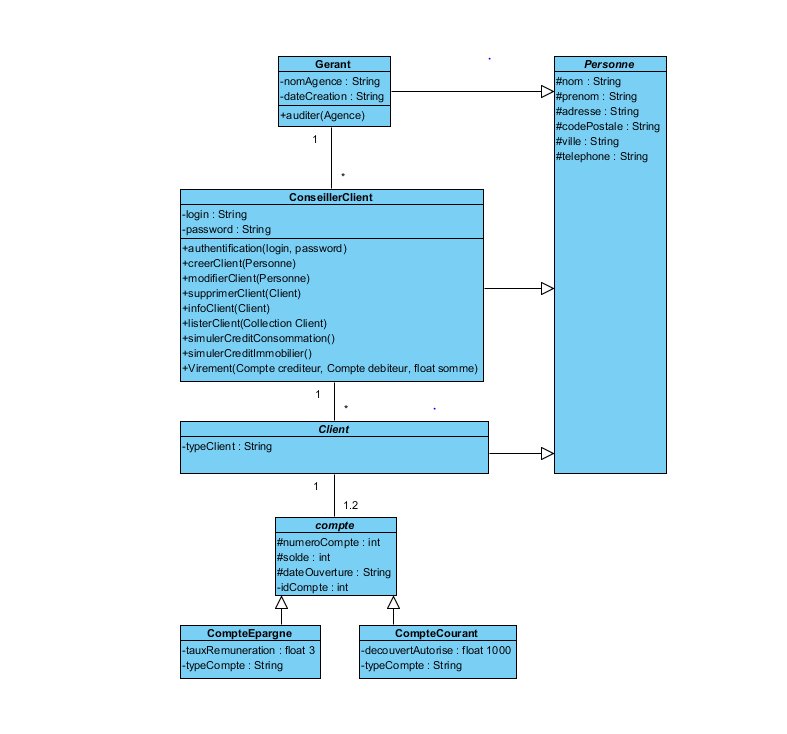 Gerant
-nomAgence : String
-dateCreation : String
+auditer(Agence)
Personne
#nom : String
#prenom : String
#adresse : String
#codePostale : String
#ville : String
#telephone : String
1
*
ConseillerClient
-login : String
-password : String
+authentification(login, password)
+creerClient(Personne)
+modifierClient(Personne)
+supprimerClient(Client)
+infoClient(Client)
+listerClient(Collection Client)
+simulerCreditConsommation()
+simulerCreditImmobilier()
+Virement(Compte crediteur, Compte debiteur, float somme)
1
*
Client
-typeClient : String
1
1.2
compte
#numeroCompte : int
#solde : int
#dateOuverture : String
-idCompte : int
CompteEpargne
-tauxRemuneration : float 3
-typeCompte : String
CompteCourant
-decouvertAutorise : float 1000
-typeCompte : String